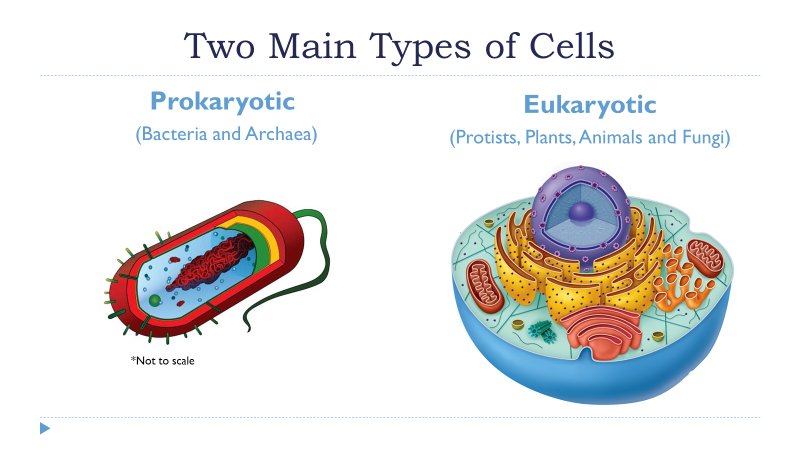 Two Main Types of Cells
Prokaryotic
(Bacteria and Archaea)
*Not to scale
Eukaryotic
(Protists, Plants, Animals and Fungi)